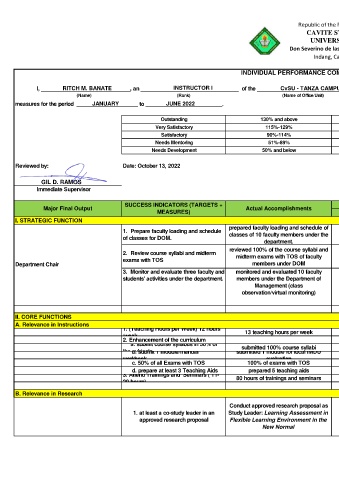 Republic of the
CAVITE S
UNIVERS
Don Severino de las
Indang, Ca
INDIVIDUAL PERFORMANCE COM
I, RITCH M. BANATE , an INSTRUCTOR I of the CvSU - TANZA CAMPU
(Name) (Rank) (Name of Office Unit)
measures for the period JANUARY to JUNE 2022 .
Outstanding 130% and above
Very Satisfactory 115%-129%
Satisfactory 90%-114%
Needs Mentoring 51%-89%
Needs Development 50% and below
Reviewed by: Date: October 13, 2022
GIL D. RAMOS
Immediate Supervisor
Major Final Output SUCCESS INDICATORS (TARGETS + MEASURES) Actual Accomplishments
I. STRATEGIC FUNCTION
Department Chair
1. Prepare faculty loading and schedule of classes for DOM.
prepared faculty loading and schedule of
classes of 10 faculty members under the
department.
2. Review course syllabi and midterm
exams with TOS
reviewed 100% of the course syllabi and
midterm exams with TOS of faculty
members under DOM
3. Monitor and evaluate three faculty and
students' activities under the department.
monitored and evaluated 10 faculty
members under the Department of
Management (class
observation/virtual monitoring)
II. CORE FUNCTIONS
A. Relevance in Instructions
1. (Teaching Hours per Week) 12 hours
13 teaching hours per week
2. Enhancement of the curriculum
submitted 100% course syllabi
c. 50% of all Exams with TOS 100% of exams with TOS
d. prepare at least 3 Teaching Aids prepared 5 teaching aids
3. Attend Trainings and Seminars
80 hours of trainings and seminars
B. Relevance in Research
1. at least a co-study leader in an
approved research proposal
Conduct approved research proposal as
Study Leader: Learning Assessment in
Flexible Learning Environment in the
New Normal